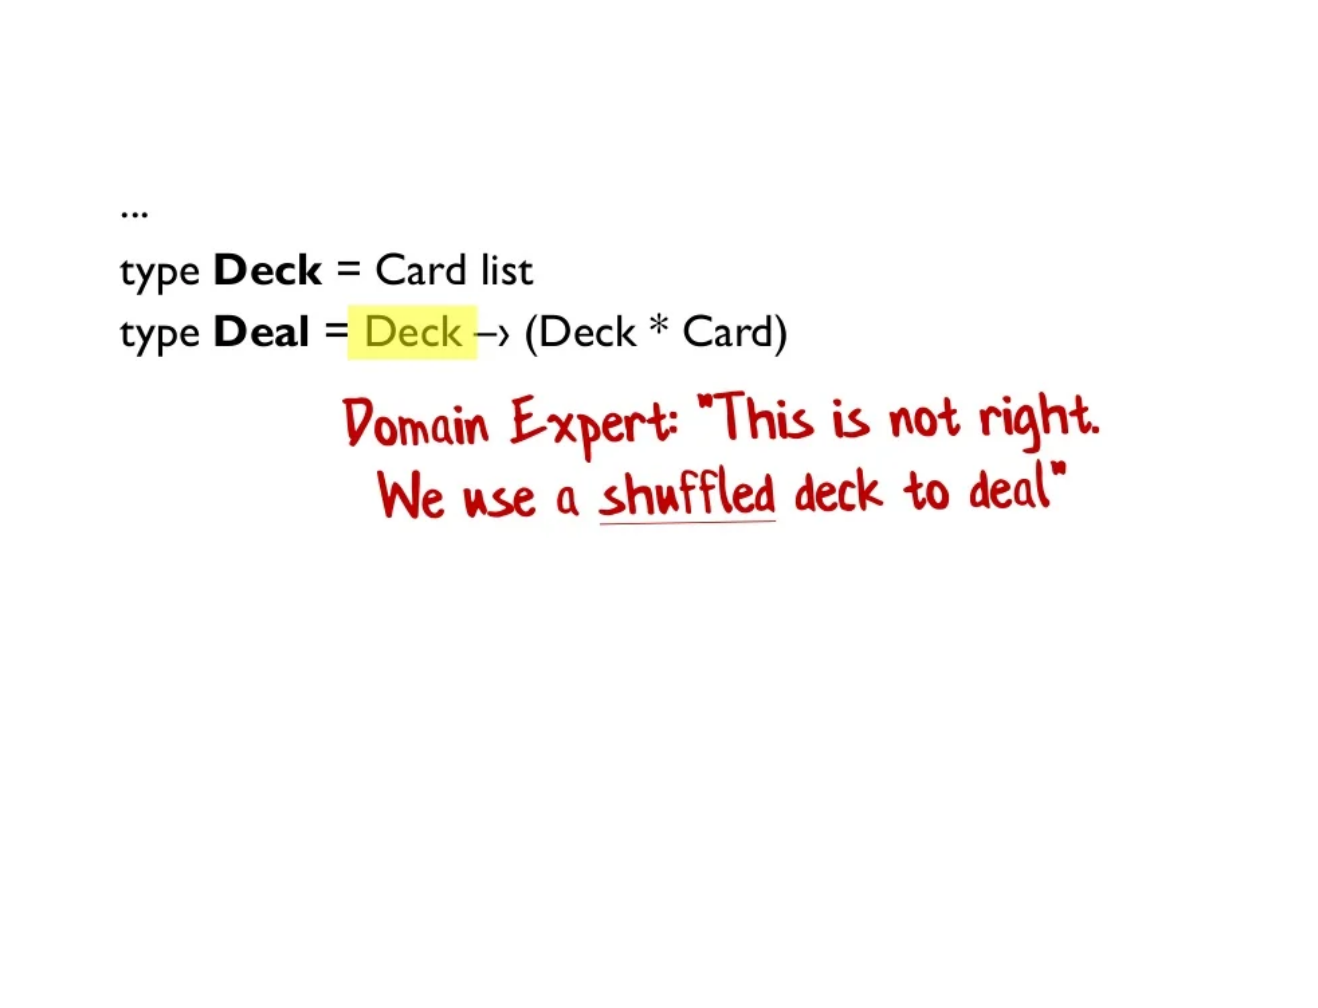 ...
type Deck = Card list
type Deal = Deck –› (Deck * Card)
Domain Expert: "This is not right.
We use a shuffled deck to deal"